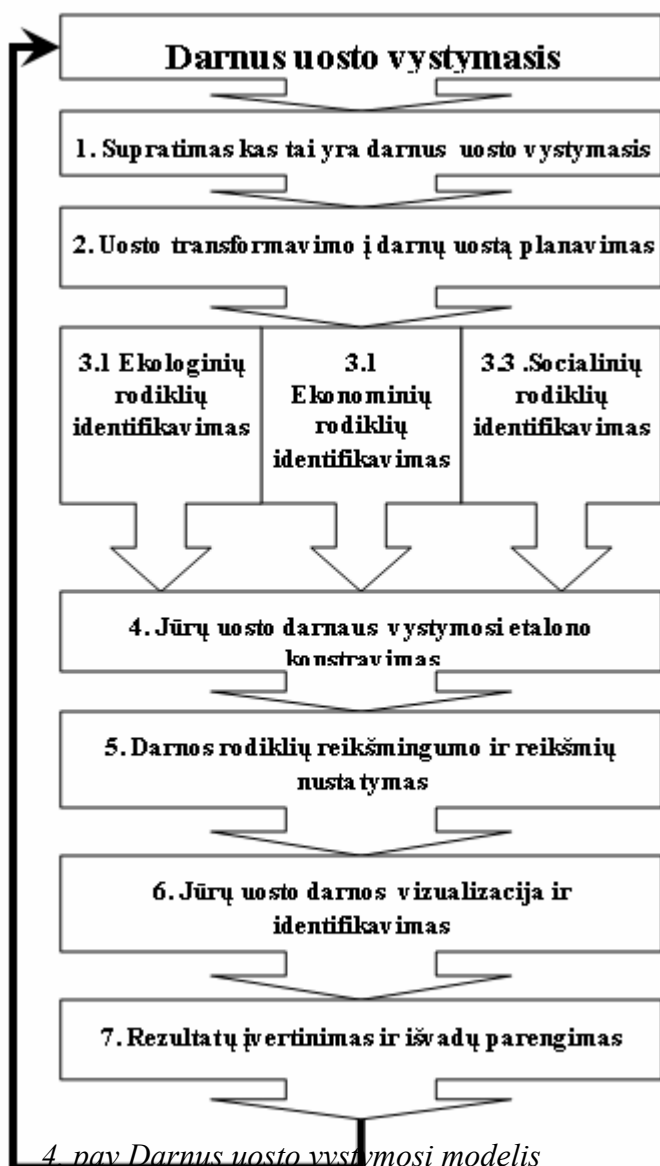 Darnus uosto vystymasis
1. Supratimas kas tai yra darnus uosto vystymasis
2. Uosto transformavimo į darnų uostą planavimas
3.1 Ekologinių
rodiklių
identifikavimas
3.1
Ekonominių
rodiklių
identifikavimas
3.3 .Socialinių
rodiklių
identifikavimas
4. Jūrų uosto darnaus vystymosi etalono
konstravimas
5. Darnos rodiklių reikšmingumo ir reikšmių
nustatymas
6. Jūrų uosto darnos vizualizacija ir
identifikavimas
7. Rezultatų įvertinimas ir išvadų parengimas
4. pav Darnus uosto vystymosi modelis